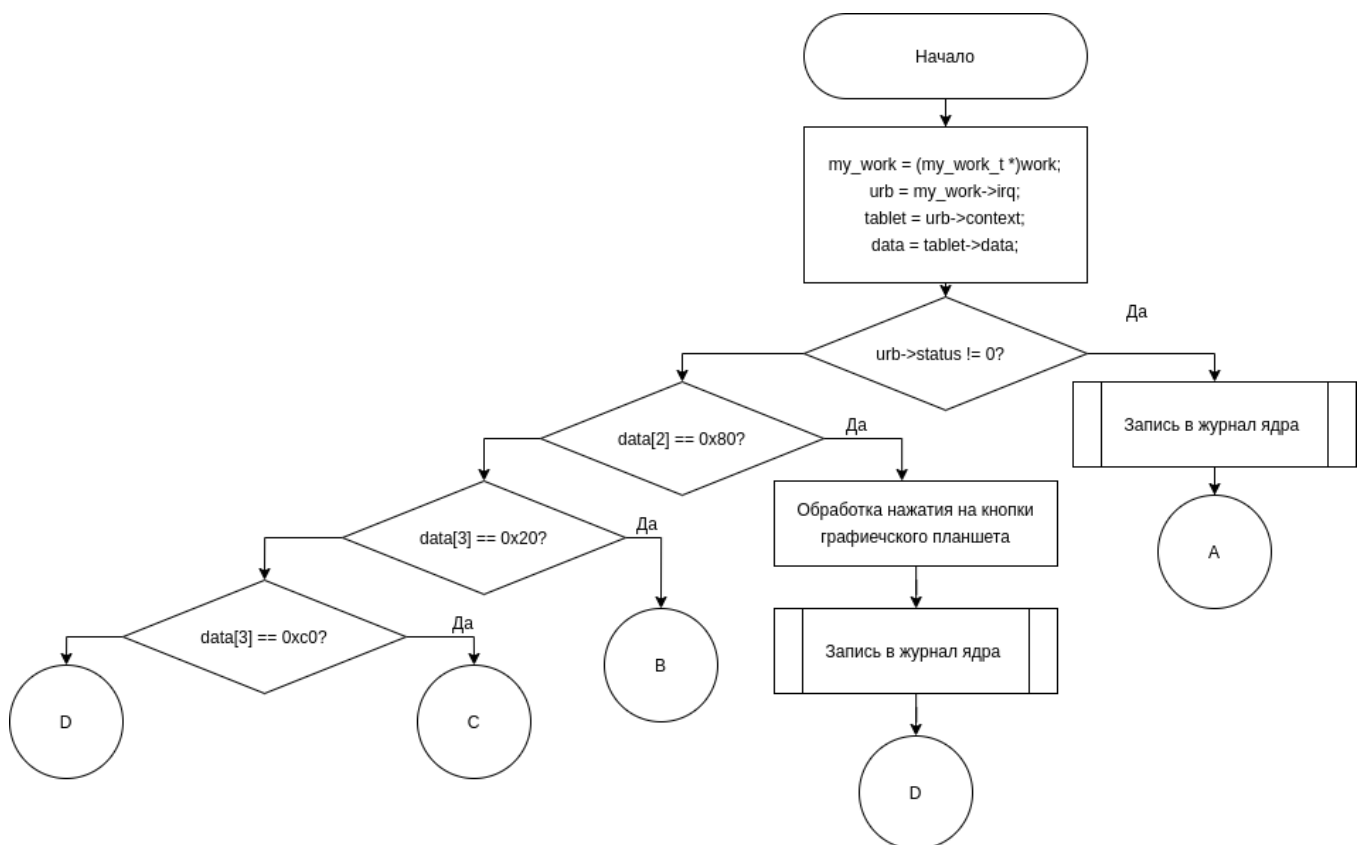 Начало
my_work = (my_work_t *)work;
urb = my_work->irq;
tablet = urb->context;
data = tablet->data;
Да
urb->status != 0?
Запись в журнал ядра
A
data[2] == 0x80?
Да
Обработка нажатия на кнопки
графиечского планшета
Запись в журнал ядра
D
data[3] == 0x20?
Да
B
data[3] == 0xc0?
Да
C
D